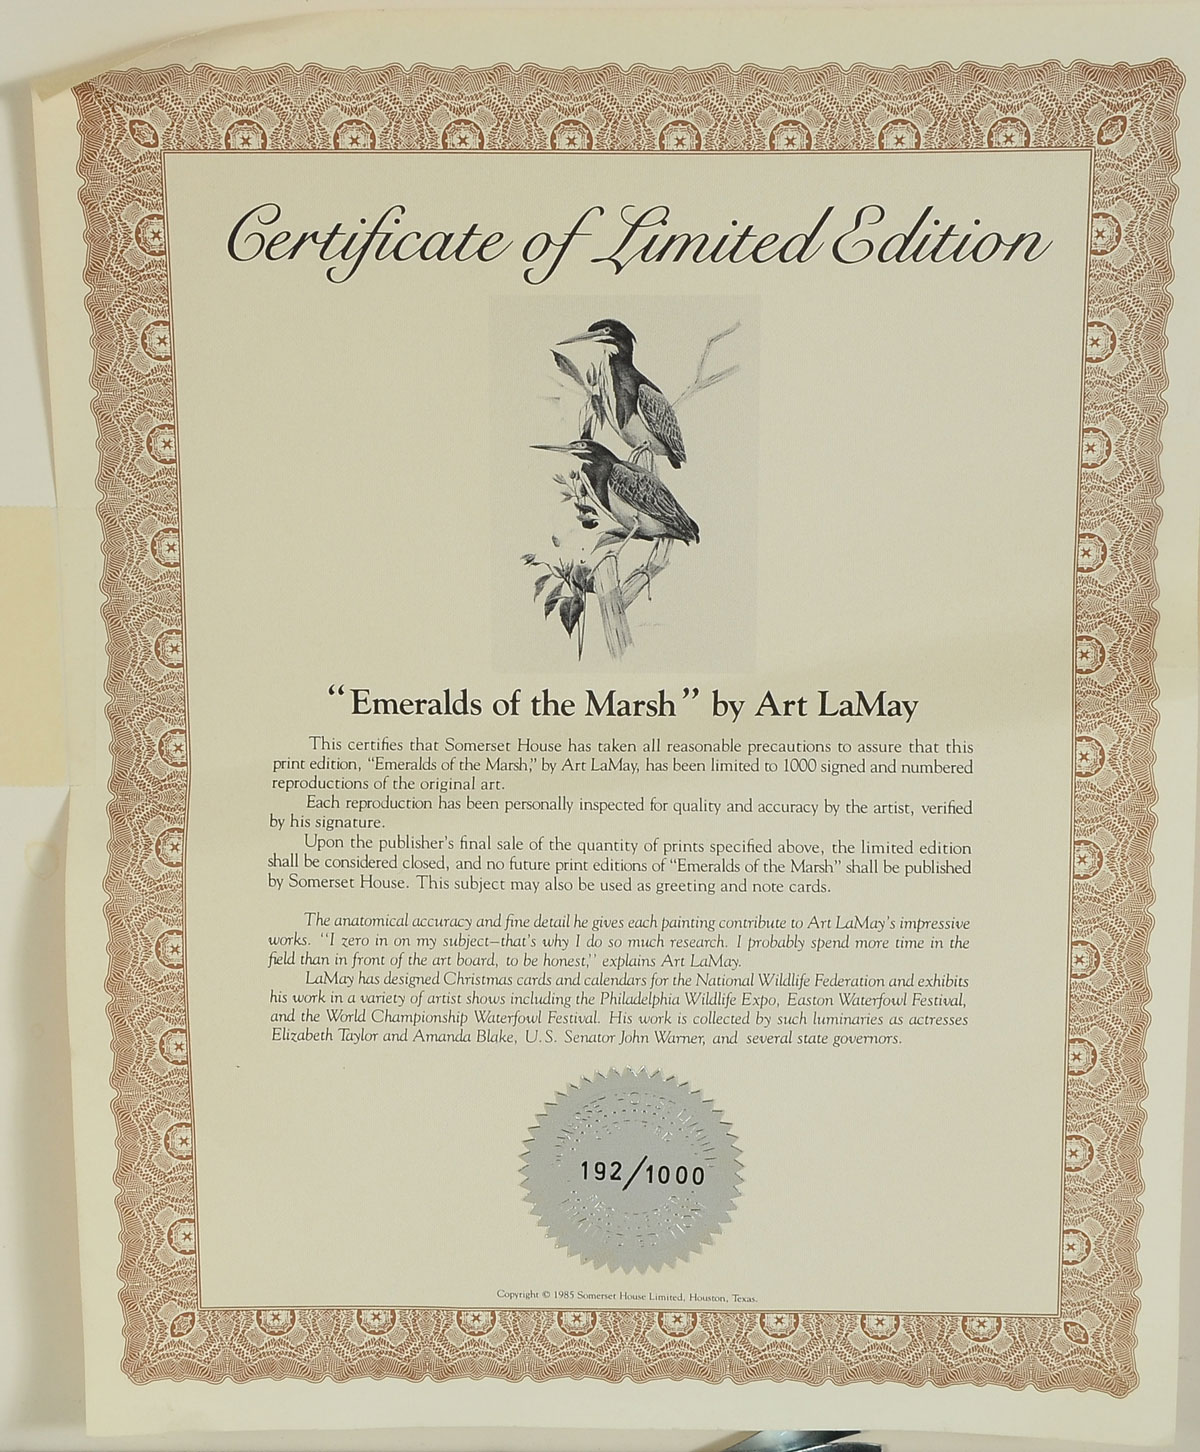 Certificate of Limited Edition
“Emeralds of the Marsh” by Art LaMay
This certifies that Somerset House has taken all reasonable precautions to assure that this
print edition, “Emeralds of the Marsh,” by Art LaMay, has been limited to 1000 signed and numbered
reproductions of the original art.
Each reproduction has been personally inspected for quality and accuracy by the artist, verified
by his signature.
Upon the publisher's final sale of the quantity of prints specified above, the limited edition
shall be considered closed, and no future print editions of “Emeralds of the Marsh” shall be published
by Somerset House. This subject may also be used as greeting and note cards.
The anatomical accuracy and fine detail he gives each painting contribute to Art LaMay's impressive
works. “I zero in on my subject—that's why I do so much research. I probably spend more time in the
field than in front of the art board, to be honest,” explains Art LaMay.
LaMay has designed Christmas cards and calendars for the National Wildlife Federation and exhibits
his work in a variety of artist shows including the Philadelphia Wildlife Expo, Easton Waterfowl Festival,
and the World Championship Waterfowl Festival. His work is collected by such luminaries as actresses
Elizabeth Taylor and Amanda Blake, U.S. Senator John Warner, and several state governors.
192/1000
Copyright © 1985 Somerset House Limited, Houston, Texas.